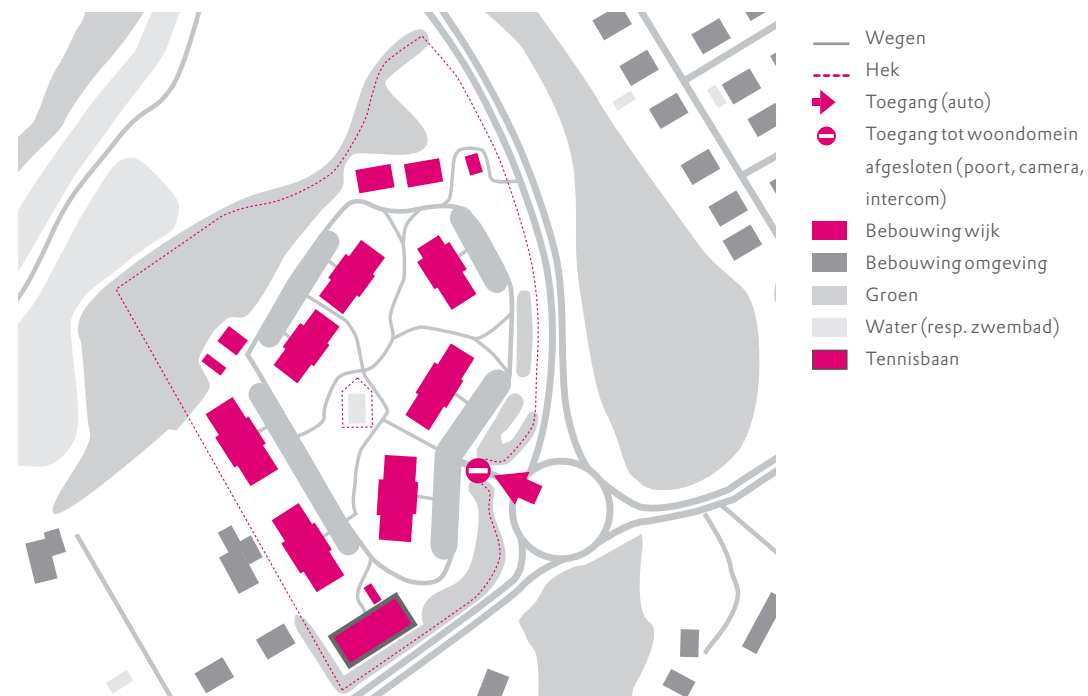 Wegen
Hek
Toegang (auto)
Toegang tot woondomein
afgesloten (poort, camera,
intercom)
Bebouwing wijk
Bebouwing omgeving
Groen
Water (resp. zwembad)
Tennisbaan